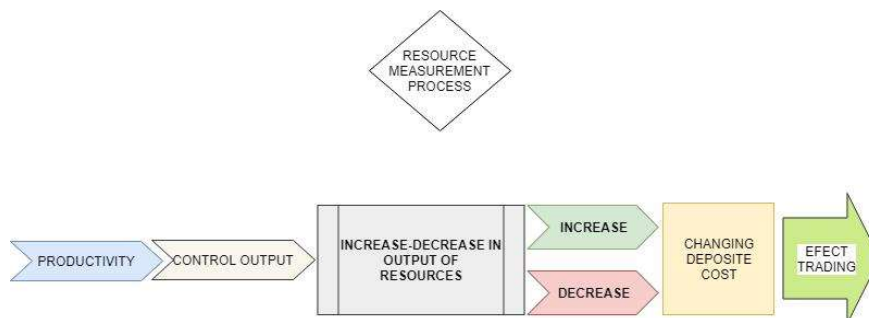 RESOURCE
MEASUREMENT
PROCESS
PRODUCTIVITY
CONTROL OUTPUT
INCREASE-DECREASE IN
OUTPUT OF
RESOURCES
INCREASE
DECREASE
CHANGING
DEPOSITE
COST
EFECT
TRADING